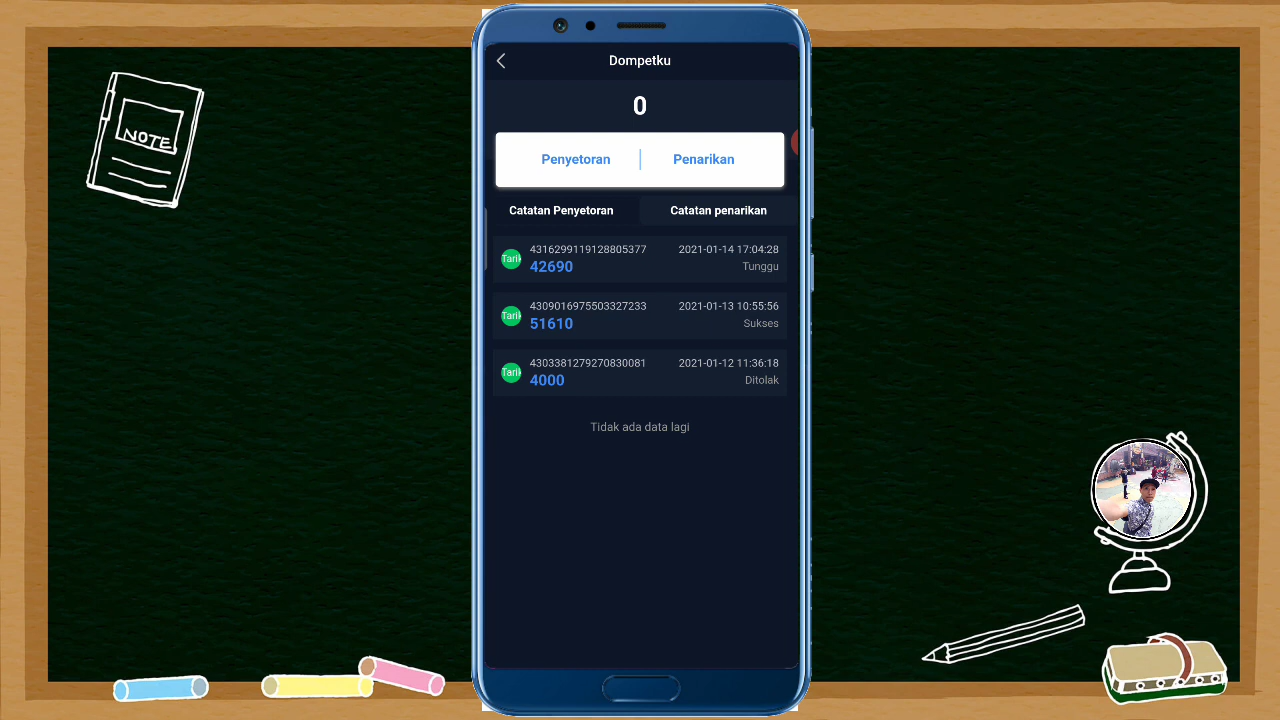 NOTE
Dompetku
0
Penyetoran
Penarikan
Catatan Penyetoran
Catatan penarikan
Tarik
4316299119128805377
2021-01-14 17:04:28
42690
Tunggu
Tarik
4309016975503327233
2021-01-13 10:55:56
51610
Sukses
Tarik
4303381279270830081
2021-01-12 11:36:18
4000
Ditolak
Tidak ada data lagi